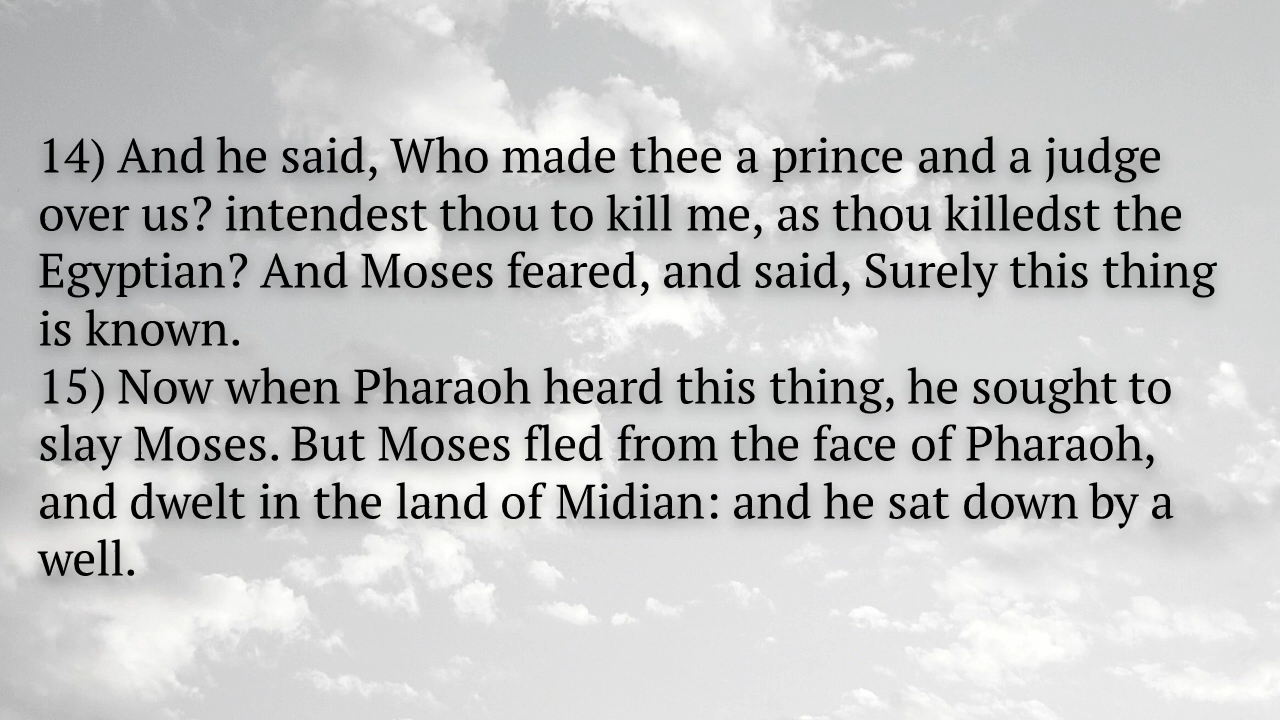 14) And he said, Who made thee a prince and a judge
over us? intendest thou to kill me, as thou killedst the
Egyptian? And Moses feared, and said, Surely this thing
is known.
15) Now when Pharaoh heard this thing, he sought to
slay Moses. But Moses fled from the face of Pharaoh,
and dwelt in the land of Midian: and he sat down by a
well.